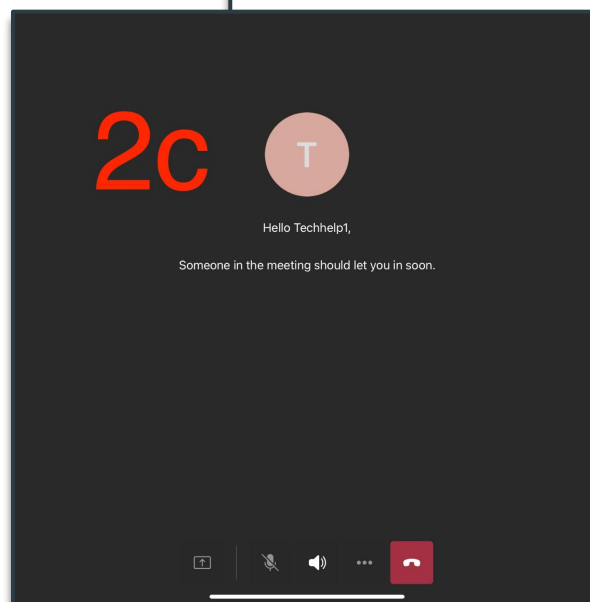 2c
T
Hello Techhelp1,
Someone in the meeting should let you in soon.